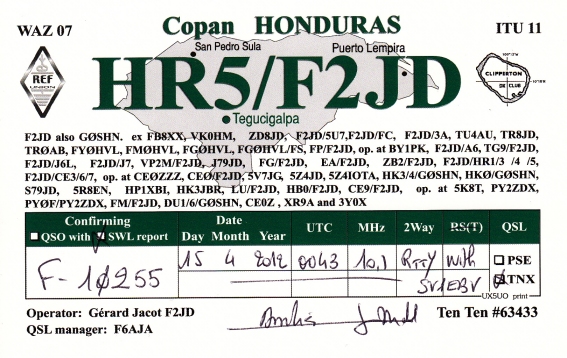 WAZ 07
Copan HONDURAS
ITU 11
San Pedro Sula
Puerto Lempira
REF
UNION
CLIPPERTON
DX CLUB
HR5/F2JD
Tegucigalpa
F2JD also GØSHN. ex FB8XX, VK0HM, ZD8JD, F2JD/5U7,F2JD/FC, F2JD/3A, TU4AU, TR8JD,
TRØAB, FYØHVL, FMØHVL, FGØHVL, FGØHVL/FS, FP/F2JD, op. at BY1PK, F2JD/A6, TG9/F2JD,
F2JD/J6L, F2JD/J7, VP2M/F2JD, J79JD, FG/F2JD, EA/F2JD, ZB2/F2JD, F2JD/HR1/3 /4 /5,
F2JD/CE3/6/7, op. at CEØZZZ, CEØ/F2JD, 5V7JG, 5Z4JD, 5Z4IOTA, HK3/4/GØSHN, HKØ/GØSHN,
S79JD, 5R8EN, HP1XBI, HK3JBR, LU/F2JD, HB0/F2JD, CE9/F2JD, op. at 5K8T, PY2ZDX,
PYØF/PY2ZDX, FM/F2JD, DU1/6/GØSHN, CE0Z , XR9A and 3Y0X
Confirming
QSO with SWL report
Date
Day Month Year
UTC
MHz
2Way
RS(T)
QSL
F-10255
15 4 2012 0043 10,1 RTTY With
SV1EBV
PSE
TNX
UX5UO print
Operator: Gérard Jacot F2JD
Ten Ten #63433
QSL manager: F6AJA